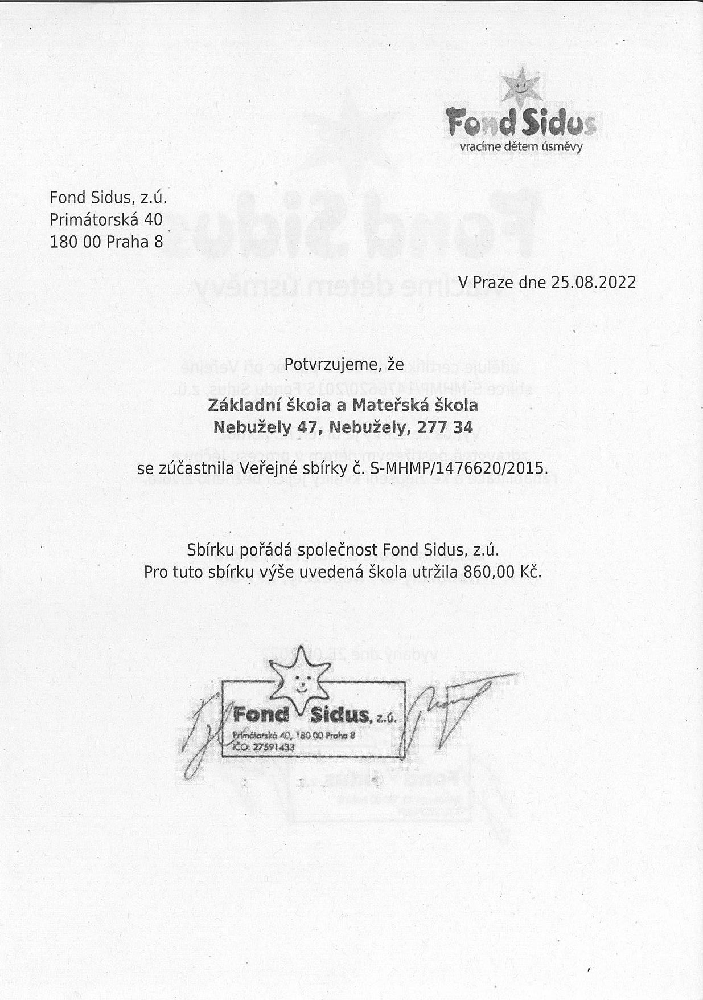 Fond Sidus
vracíme dětem úsměvy
Fond Sidus, z.ú.
Primátorská 40
180 00 Praha 8
V Praze dne 25.08.2022
Potvrzujeme, že
Základní škola a Mateřská škola
Nebužely 47, Nebužely, 277 34
se zúčastnila Veřejné sbírky č. S-MHMP/1476620/2015.
Sbírku pořádá společnost Fond Sidus, z.ú.
Pro tuto sbírku výše uvedená škola utržila 860,00 Kč.
Fond Sidus, z.ú.
Primátorská 40, 180 00 Praha 8
IČO: 27591433